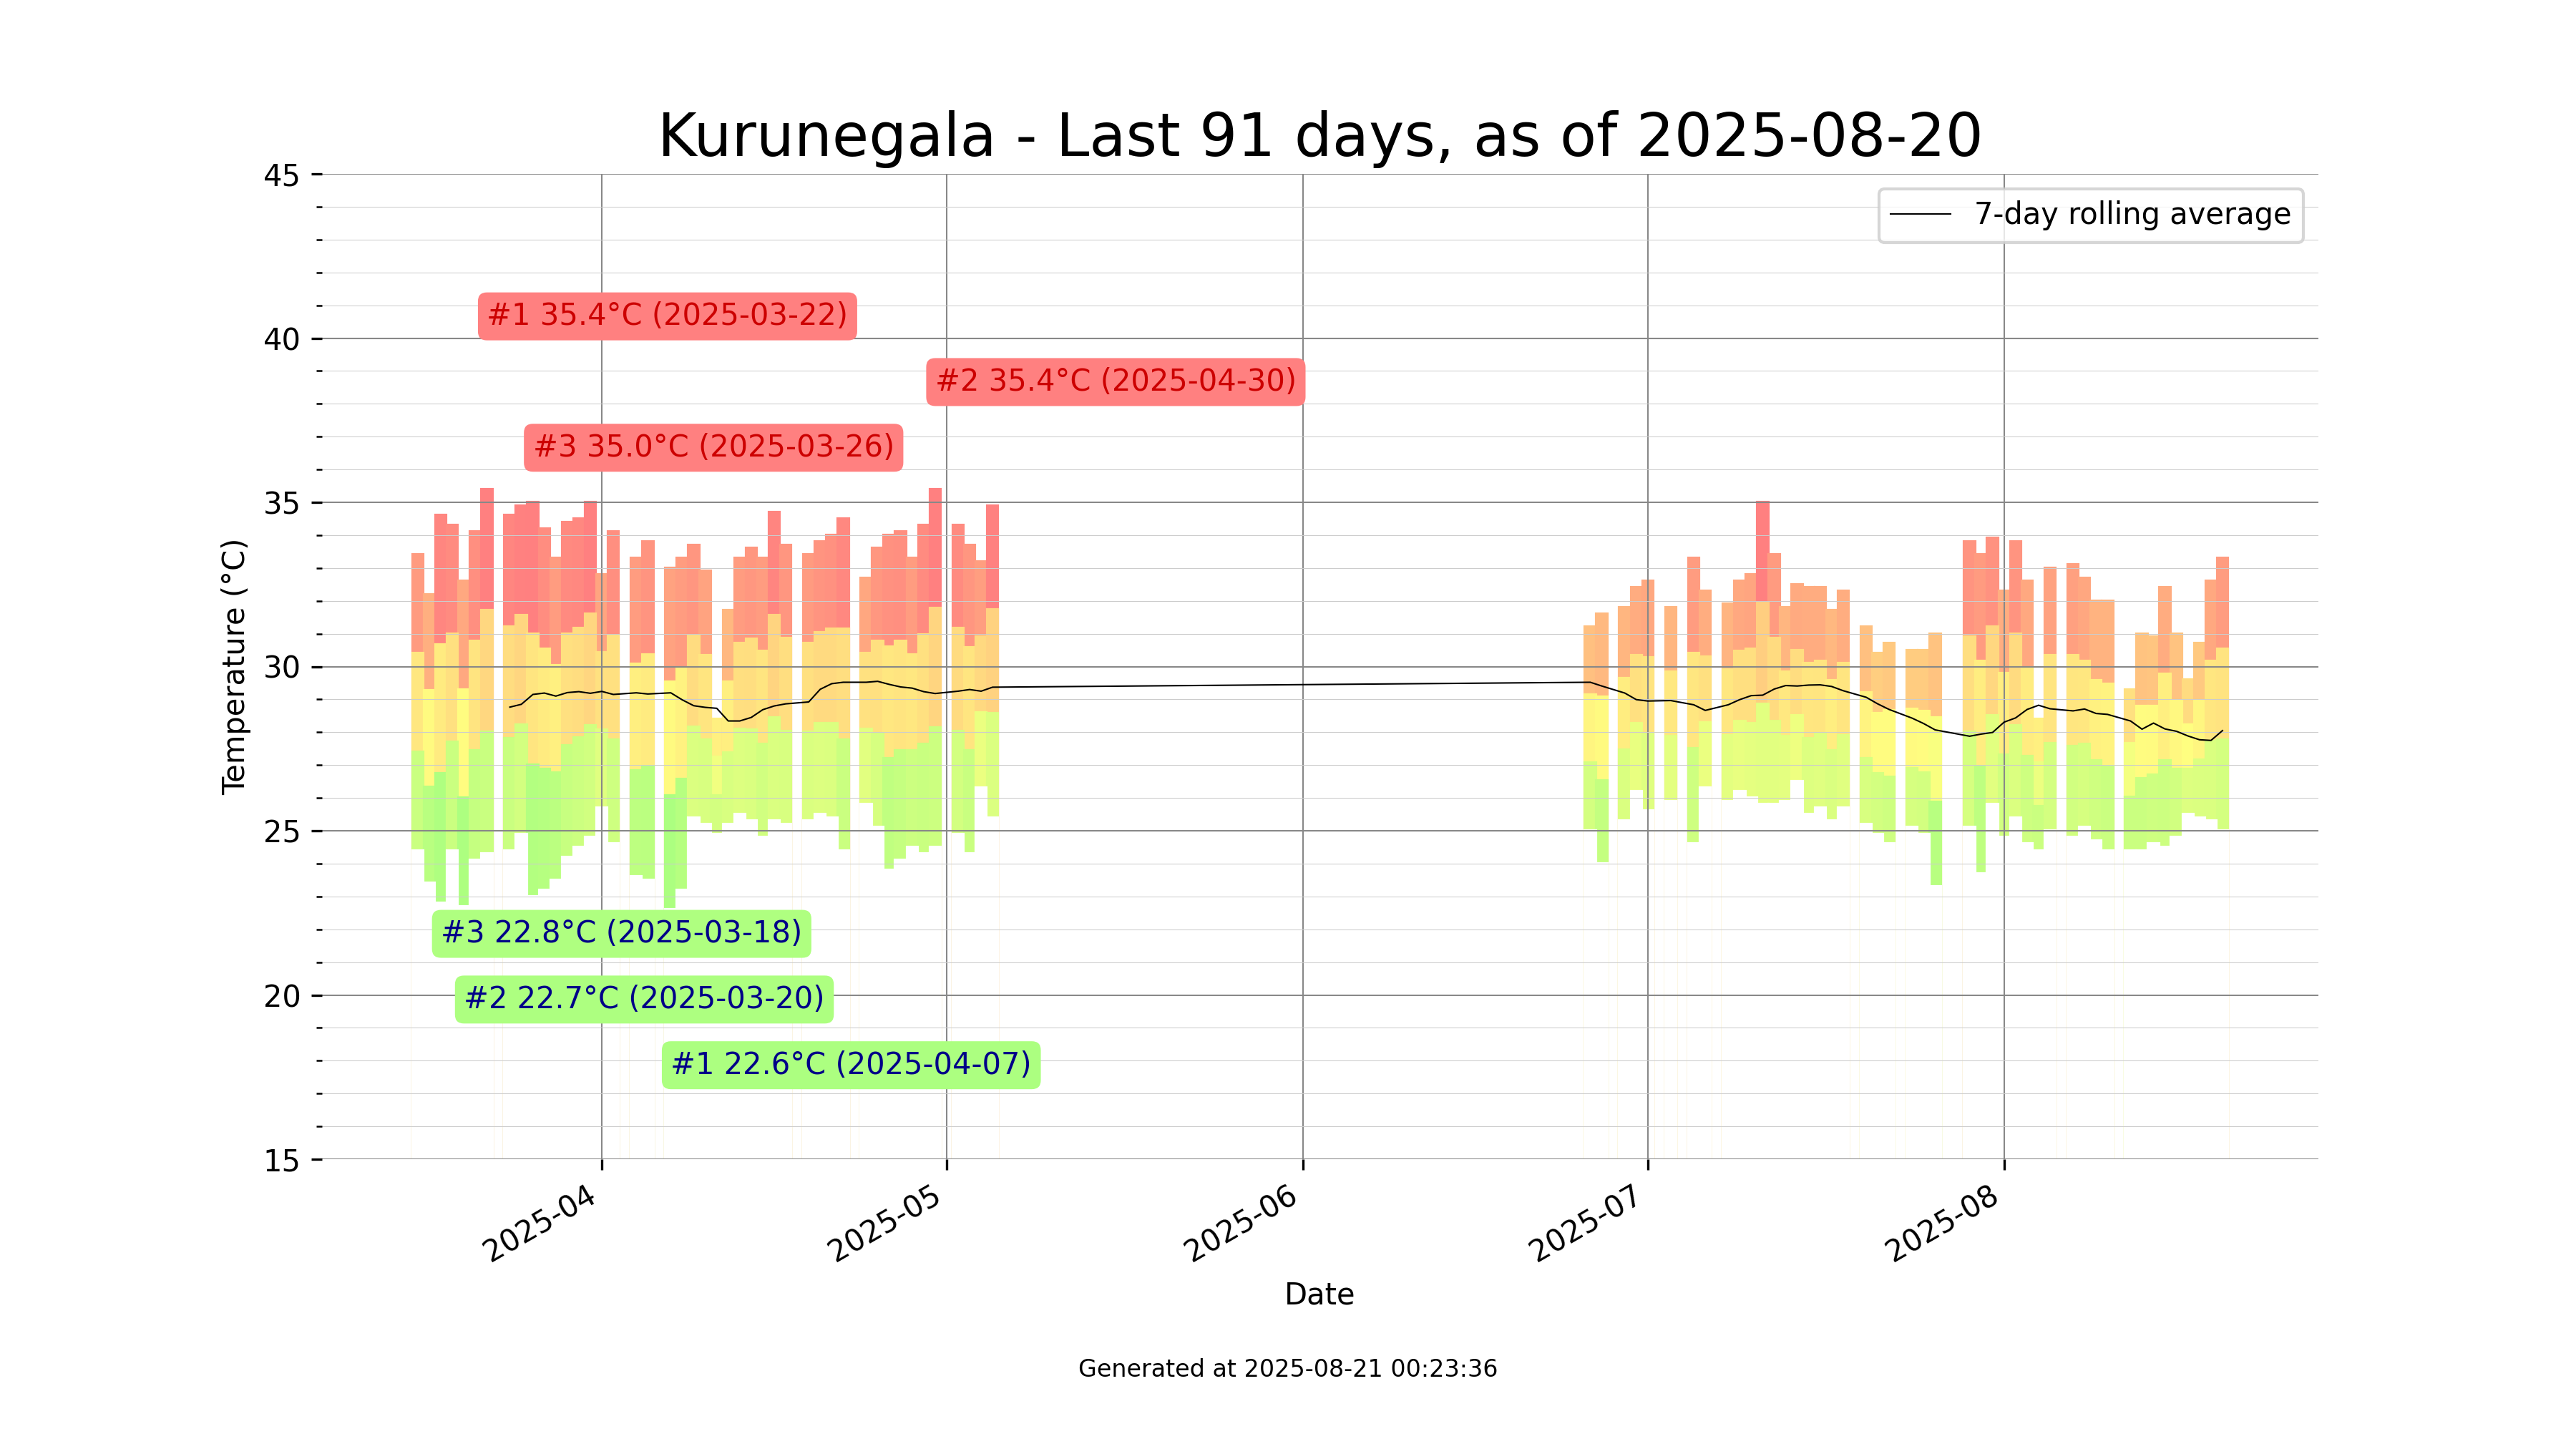 Kurunegala - Last 91 days, as of 2025-08-20
45
40
35
30
25
20
15
Temperature (°C)
7-day rolling average
#1 35.4°C (2025-03-22)
#2 35.4°C (2025-04-30)
#3 35.0°C (2025-03-26)
#3 22.8°C (2025-03-18)
#2 22.7°C (2025-03-20)
#1 22.6°C (2025-04-07)
2025-04
2025-05
2025-06
2025-07
2025-08
Date
Generated at 2025-08-21 00:23:36